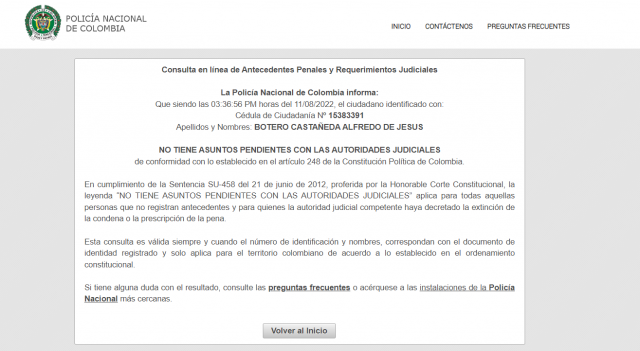 POLICÍA NACIONAL
DE COLOMBIA
INICIO CONTÁCTENOS PREGUNTAS FRECUENTES
Consulta en línea de Antecedentes Penales y Requerimientos Judiciales
La Policía Nacional de Colombia informa:
Que siendo las 03:36:56 PM horas del 11/08/2022, el ciudadano identificado con:
Cédula de Ciudadanía Nº 15383391
Apellidos y Nombres: BOTERO CASTAÑEDA ALFREDO DE JESUS
NO TIENE ASUNTOS PENDIENTES CON LAS AUTORIDADES JUDICIALES
de conformidad con lo establecido en el artículo 248 de la Constitución Política de Colombia.
En cumplimiento de la Sentencia SU-458 del 21 de junio de 2012, proferida por la Honorable Corte Constitucional, la
leyenda "NO TIENE ASUNTOS PENDIENTES CON LAS AUTORIDADES JUDICIALES" aplica para todas aquellas
personas que no registran antecedentes y para quienes la autoridad judicial competente haya decretado la extinción de
la condena o la prescripción de la pena.
Esta consulta es válida siempre y cuando el número de identificación y nombres, correspondan con el documento de
identidad registrado y solo aplica para el territorio colombiano de acuerdo a lo establecido en el ordenamiento
constitucional.
Si tiene alguna duda con el resultado, consulte las preguntas frecuentes o acérquese a las instalaciones de la Policía
Nacional más cercanas.
Volver al Inicio